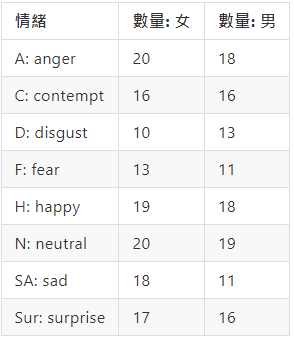 情緒 數量: 女 數量: 男
A: anger 20 18
C: contempt 16 16
D: disgust 10 13
F: fear 13 11
H: happy 19 18
N: neutral 20 19
SA: sad 18 11
Sur: surprise 17 16